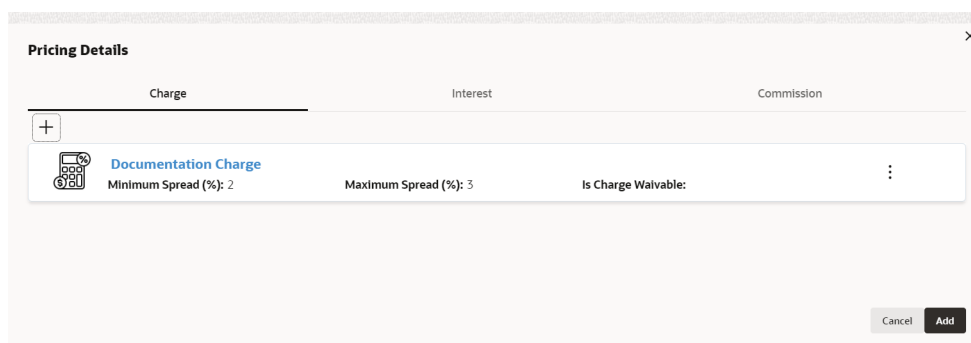 Pricing Details
Charge Interest Commission
Documentation Charge
Minimum Spread (%): 2 Maximum Spread (%): 3 Is Charge Waivable:
Cancel Add